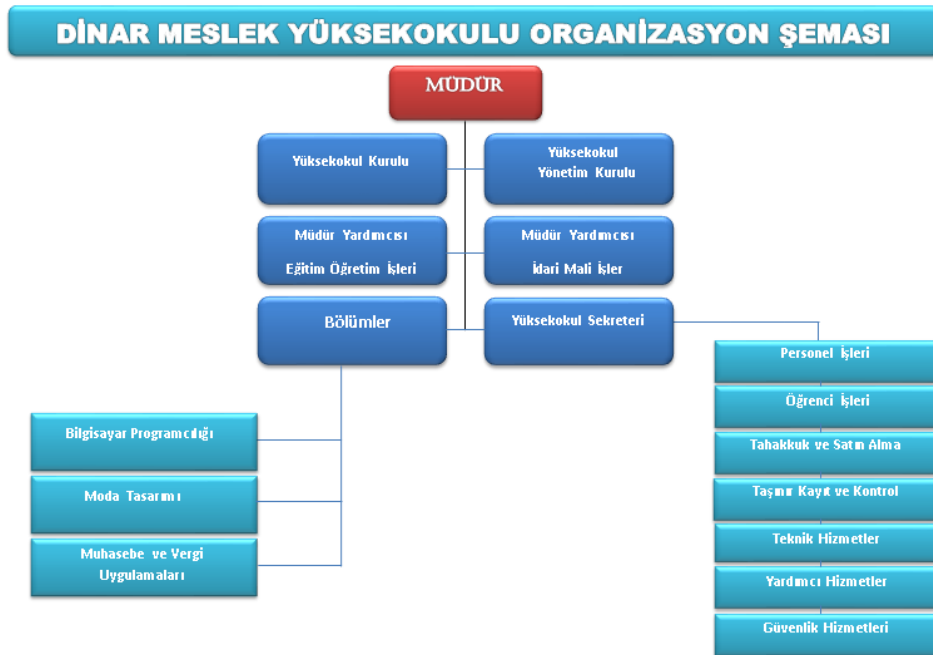 DİNAR MESLEK YÜKSEKOKULU ORGANİZASYON ŞEMASI
MÜDÜR
Yüksekokul Kurulu
Yüksekokul
Yönetim Kurulu
Müdür Yardımcısı
Eğitim Öğretim İşleri
Müdür Yardımcısı
İdari Mali İşler
Bölümler
Yüksekokul Sekreteri
Bilgisayar Programcılığı
Moda Tasarımı
Muhasebe ve Vergi
Uygulamaları
Personel İşleri
Öğrenci İşleri
Tahakkuk ve Satın Alma
Taşınır Kayıt ve Kontrol
Teknik Hizmetler
Yardımcı Hizmetler
Güvenlik Hizmetleri